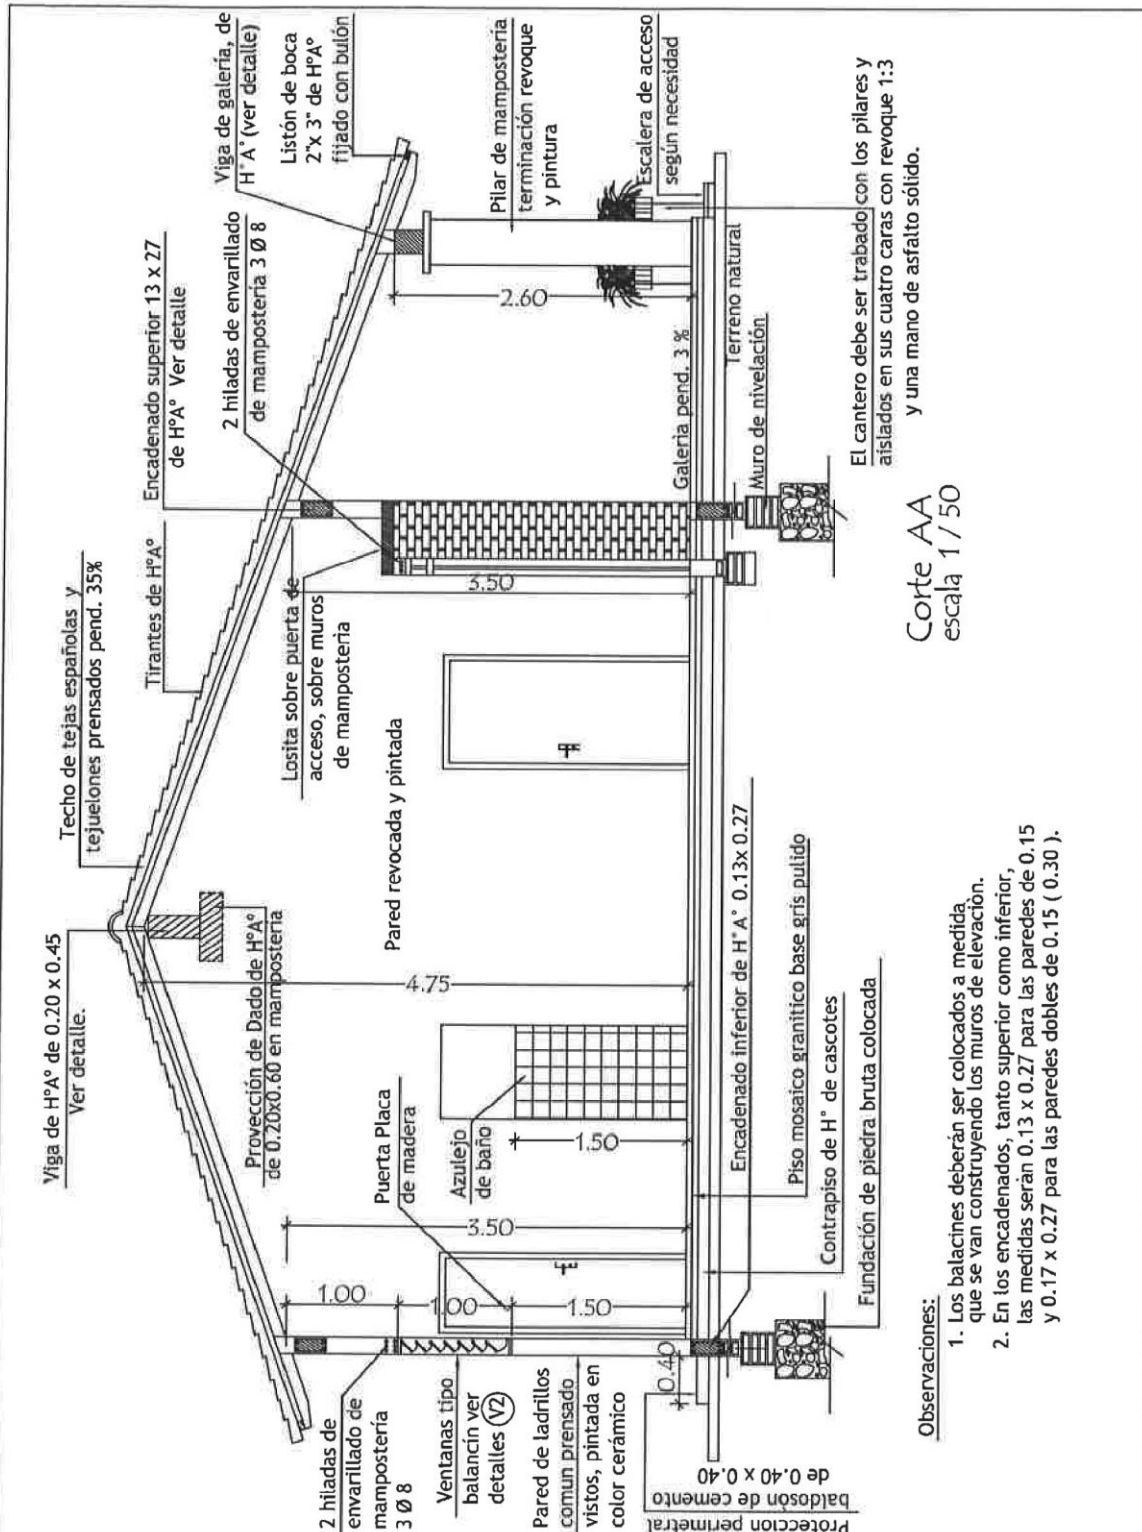 Viga de H°A° de 0.20 x 0.45
Ver detalle.
Techo de tejas españolas y
tejuelones prensados pend. 35%
Tirantes de H°A°
Encadenado superior 13 x 27
de H°A° Ver detalle
2 hiladas de envarillado
de mampostería 3 Ø 8
Viga de galería, de
H°A°(ver detalle)
Listón de boca
2"x 3" de H°A°
fijado con bulón
Proyección de Dado de H°A°
de 0.20x0.60 en mampostería
Losita sobre puerta de
acceso, sobre muros
de mampostería
Pilar de mampostería
terminación revoque
y pintura
Escalera de acceso
según necesidad
Pared revocada y pintada
Puerta Placa
de madera
Azulejo
de baño
1.00
1.00
1.50
3.50
1.50
4.75
3.50
2.60
0.40
2 hiladas de
envarillado de
mampostería
3 Ø 8
Ventanas tipo
balancín ver
detalles V2
Pared de ladrillos
comun prensado
vistos, pintada en
color cerámico
Proteccion perimetral
baldosón de cemento
de 0.40 x 0.40
Galería pend. 3 %
Terreno natural
Muro de nivelación
Encadenado inferior de H°A° 0.13x 0.27
Piso mosaico granitico base gris pulido
Contrapiso de H° de cascotes
Fundación de piedra bruta colocada
El cantero debe ser trabado con los pilares y
aislados en sus cuatro caras con revoque 1:3
y una mano de asfalto sólido.
Corte AA
escala 1/50
Observaciones:
1. Los balacines deberán ser colocados a medida
que se van construyendo los muros de elevación.
2. En los encadenados, tanto superior como inferior,
las medidas serán 0.13 x 0.27 para las paredes de 0.15
y 0.17 x 0.27 para las paredes dobles de 0.15 ( 0.30 ).